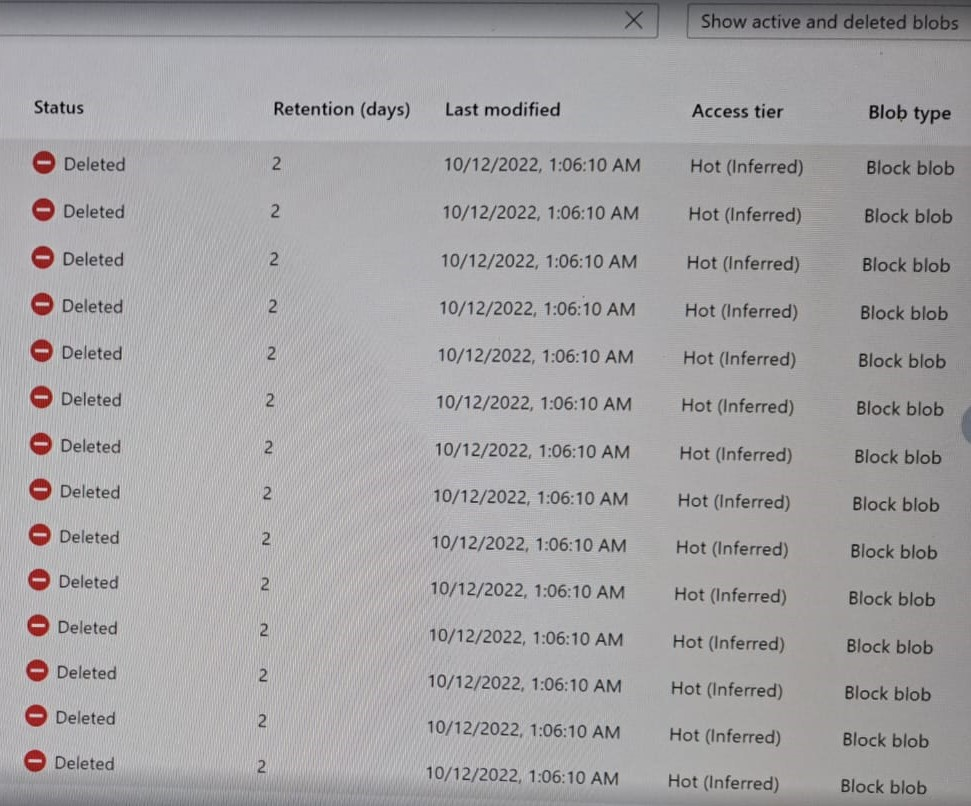 Show active and deleted blobs
Status Retention (days) Last modified Access tier Blob type
Deleted 2 10/12/2022, 1:06:10 AM Hot (Inferred) Block blob
Deleted 2 10/12/2022, 1:06:10 AM Hot (Inferred) Block blob
Deleted 2 10/12/2022, 1:06:10 AM Hot (Inferred) Block blob
Deleted 2 10/12/2022, 1:06:10 AM Hot (Inferred) Block blob
Deleted 2 10/12/2022, 1:06:10 AM Hot (Inferred) Block blob
Deleted 2 10/12/2022, 1:06:10 AM Hot (Inferred) Block blob
Deleted 2 10/12/2022, 1:06:10 AM Hot (Inferred) Block blob
Deleted 2 10/12/2022, 1:06:10 AM Hot (Inferred) Block blob
Deleted 2 10/12/2022, 1:06:10 AM Hot (Inferred) Block blob
Deleted 2 10/12/2022, 1:06:10 AM Hot (Inferred) Block blob
Deleted 2 10/12/2022, 1:06:10 AM Hot (Inferred) Block blob
Deleted 2 10/12/2022, 1:06:10 AM Hot (Inferred) Block blob
Deleted 2 10/12/2022, 1:06:10 AM Hot (Inferred) Block blob
Deleted 2 10/12/2022, 1:06:10 AM Hot (Inferred) Block blob